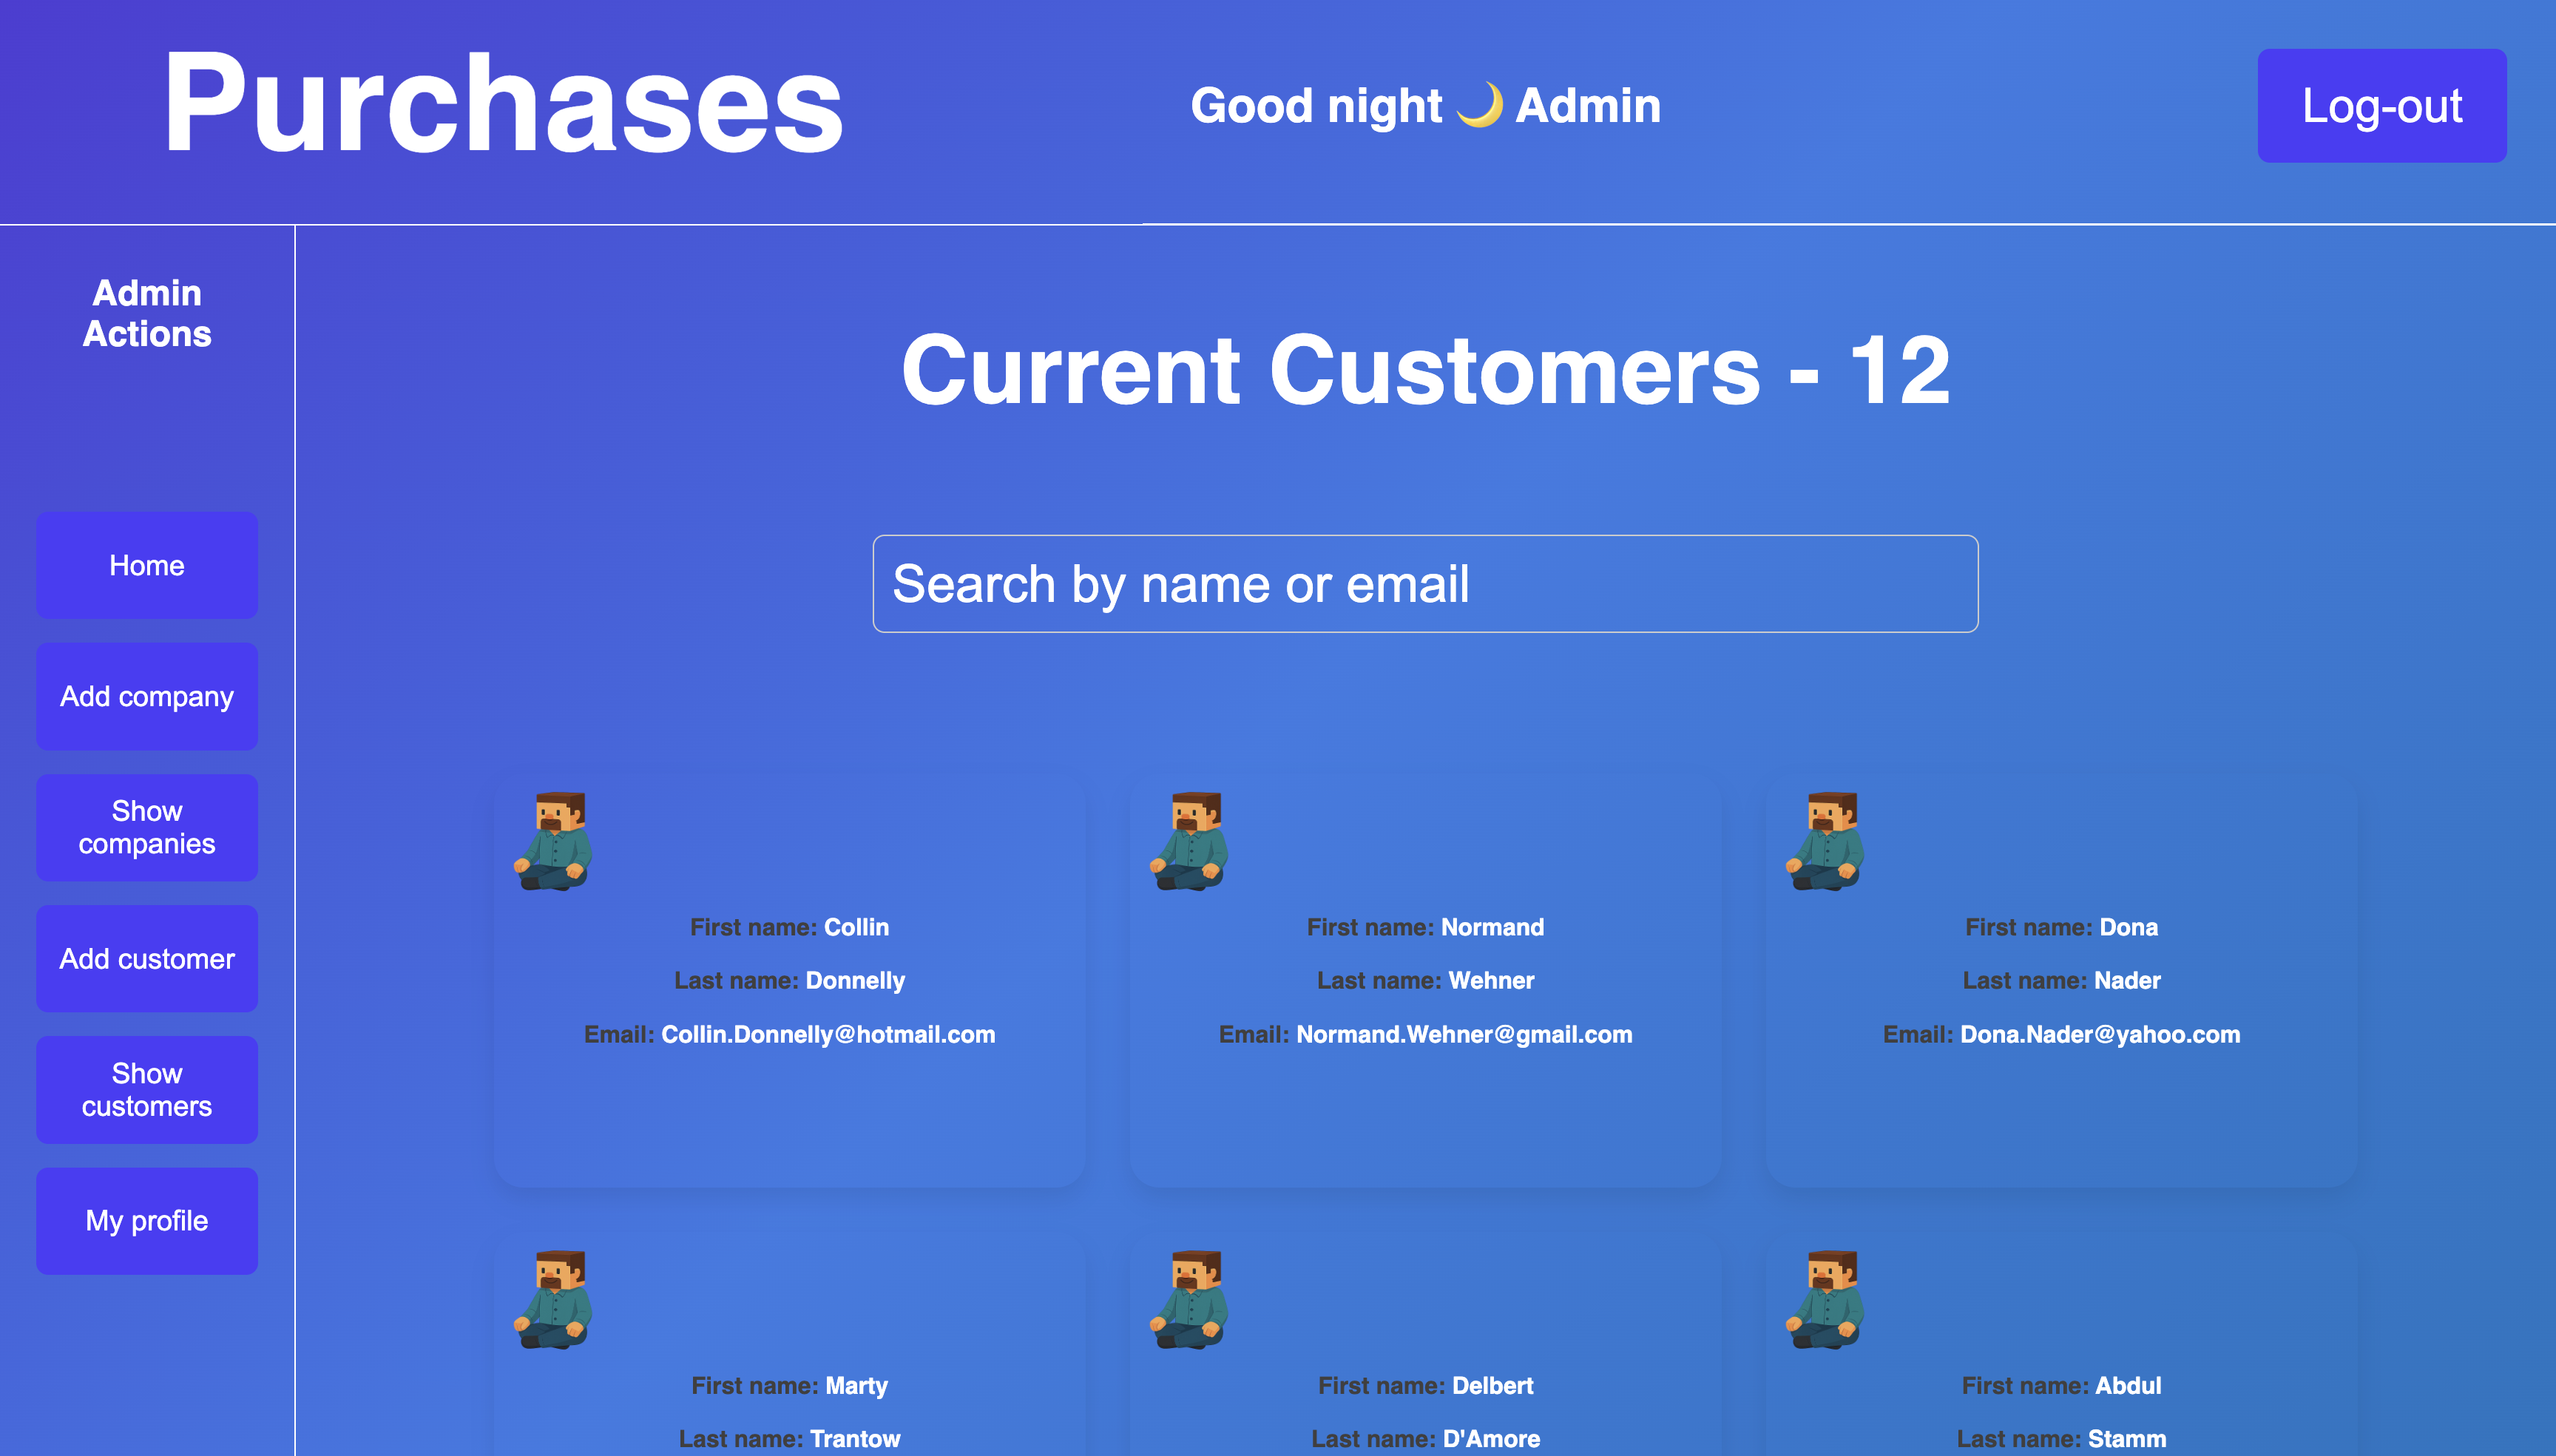 Purchases
Good night 🌙 Admin
Log-out
Admin
Actions
Home
Add company
Show
companies
Add customer
Show
customers
My profile
Current Customers - 12
Search by name or email
First name: Collin
Last name: Donnelly
Email: Collin.Donnelly@hotmail.com
First name: Normand
Last name: Wehner
Email: Normand.Wehner@gmail.com
First name: Dona
Last name: Nader
Email: Dona.Nader@yahoo.com
First name: Marty
Last name: Trantow
First name: Delbert
Last name: D'Amore
First name: Abdul
Last name: Stamm